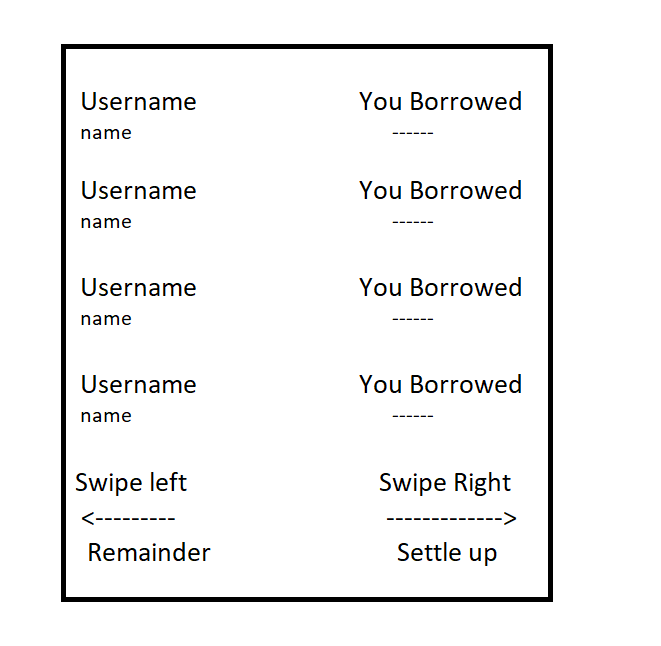 Username You Borrowed
name ------
Username You Borrowed
name ------
Username You Borrowed
name ------
Username You Borrowed
name ------
Swipe left Swipe Right
<--------- ------------->
Remainder Settle up